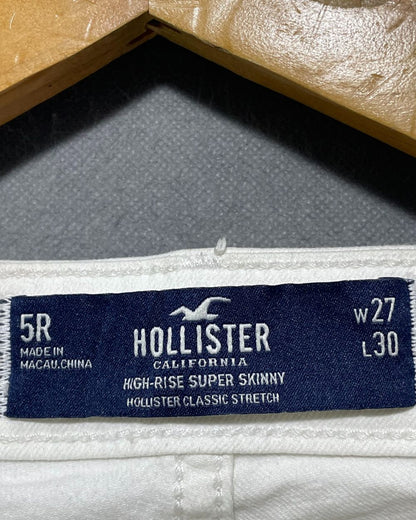 5R
MADE IN
MACAU.CHINA
HOLLISTER
CALIFORNIA
HIGH-RISE SUPER SKINNY
HOLLISTER CLASSIC STRETCH
W27
L30